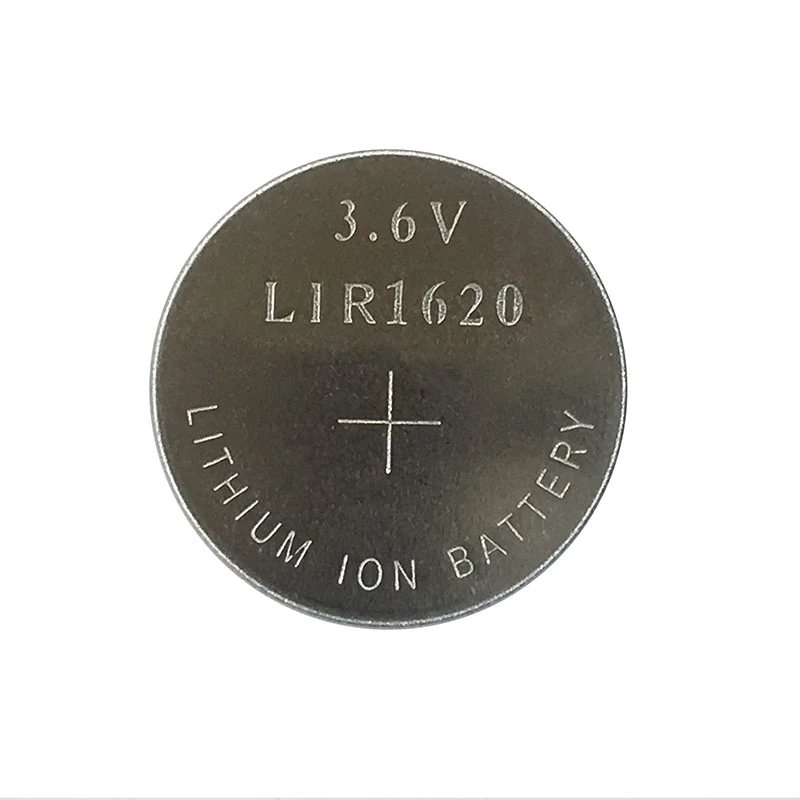 3.6V
LIR1620
+
LITHIUM ION BATTERY